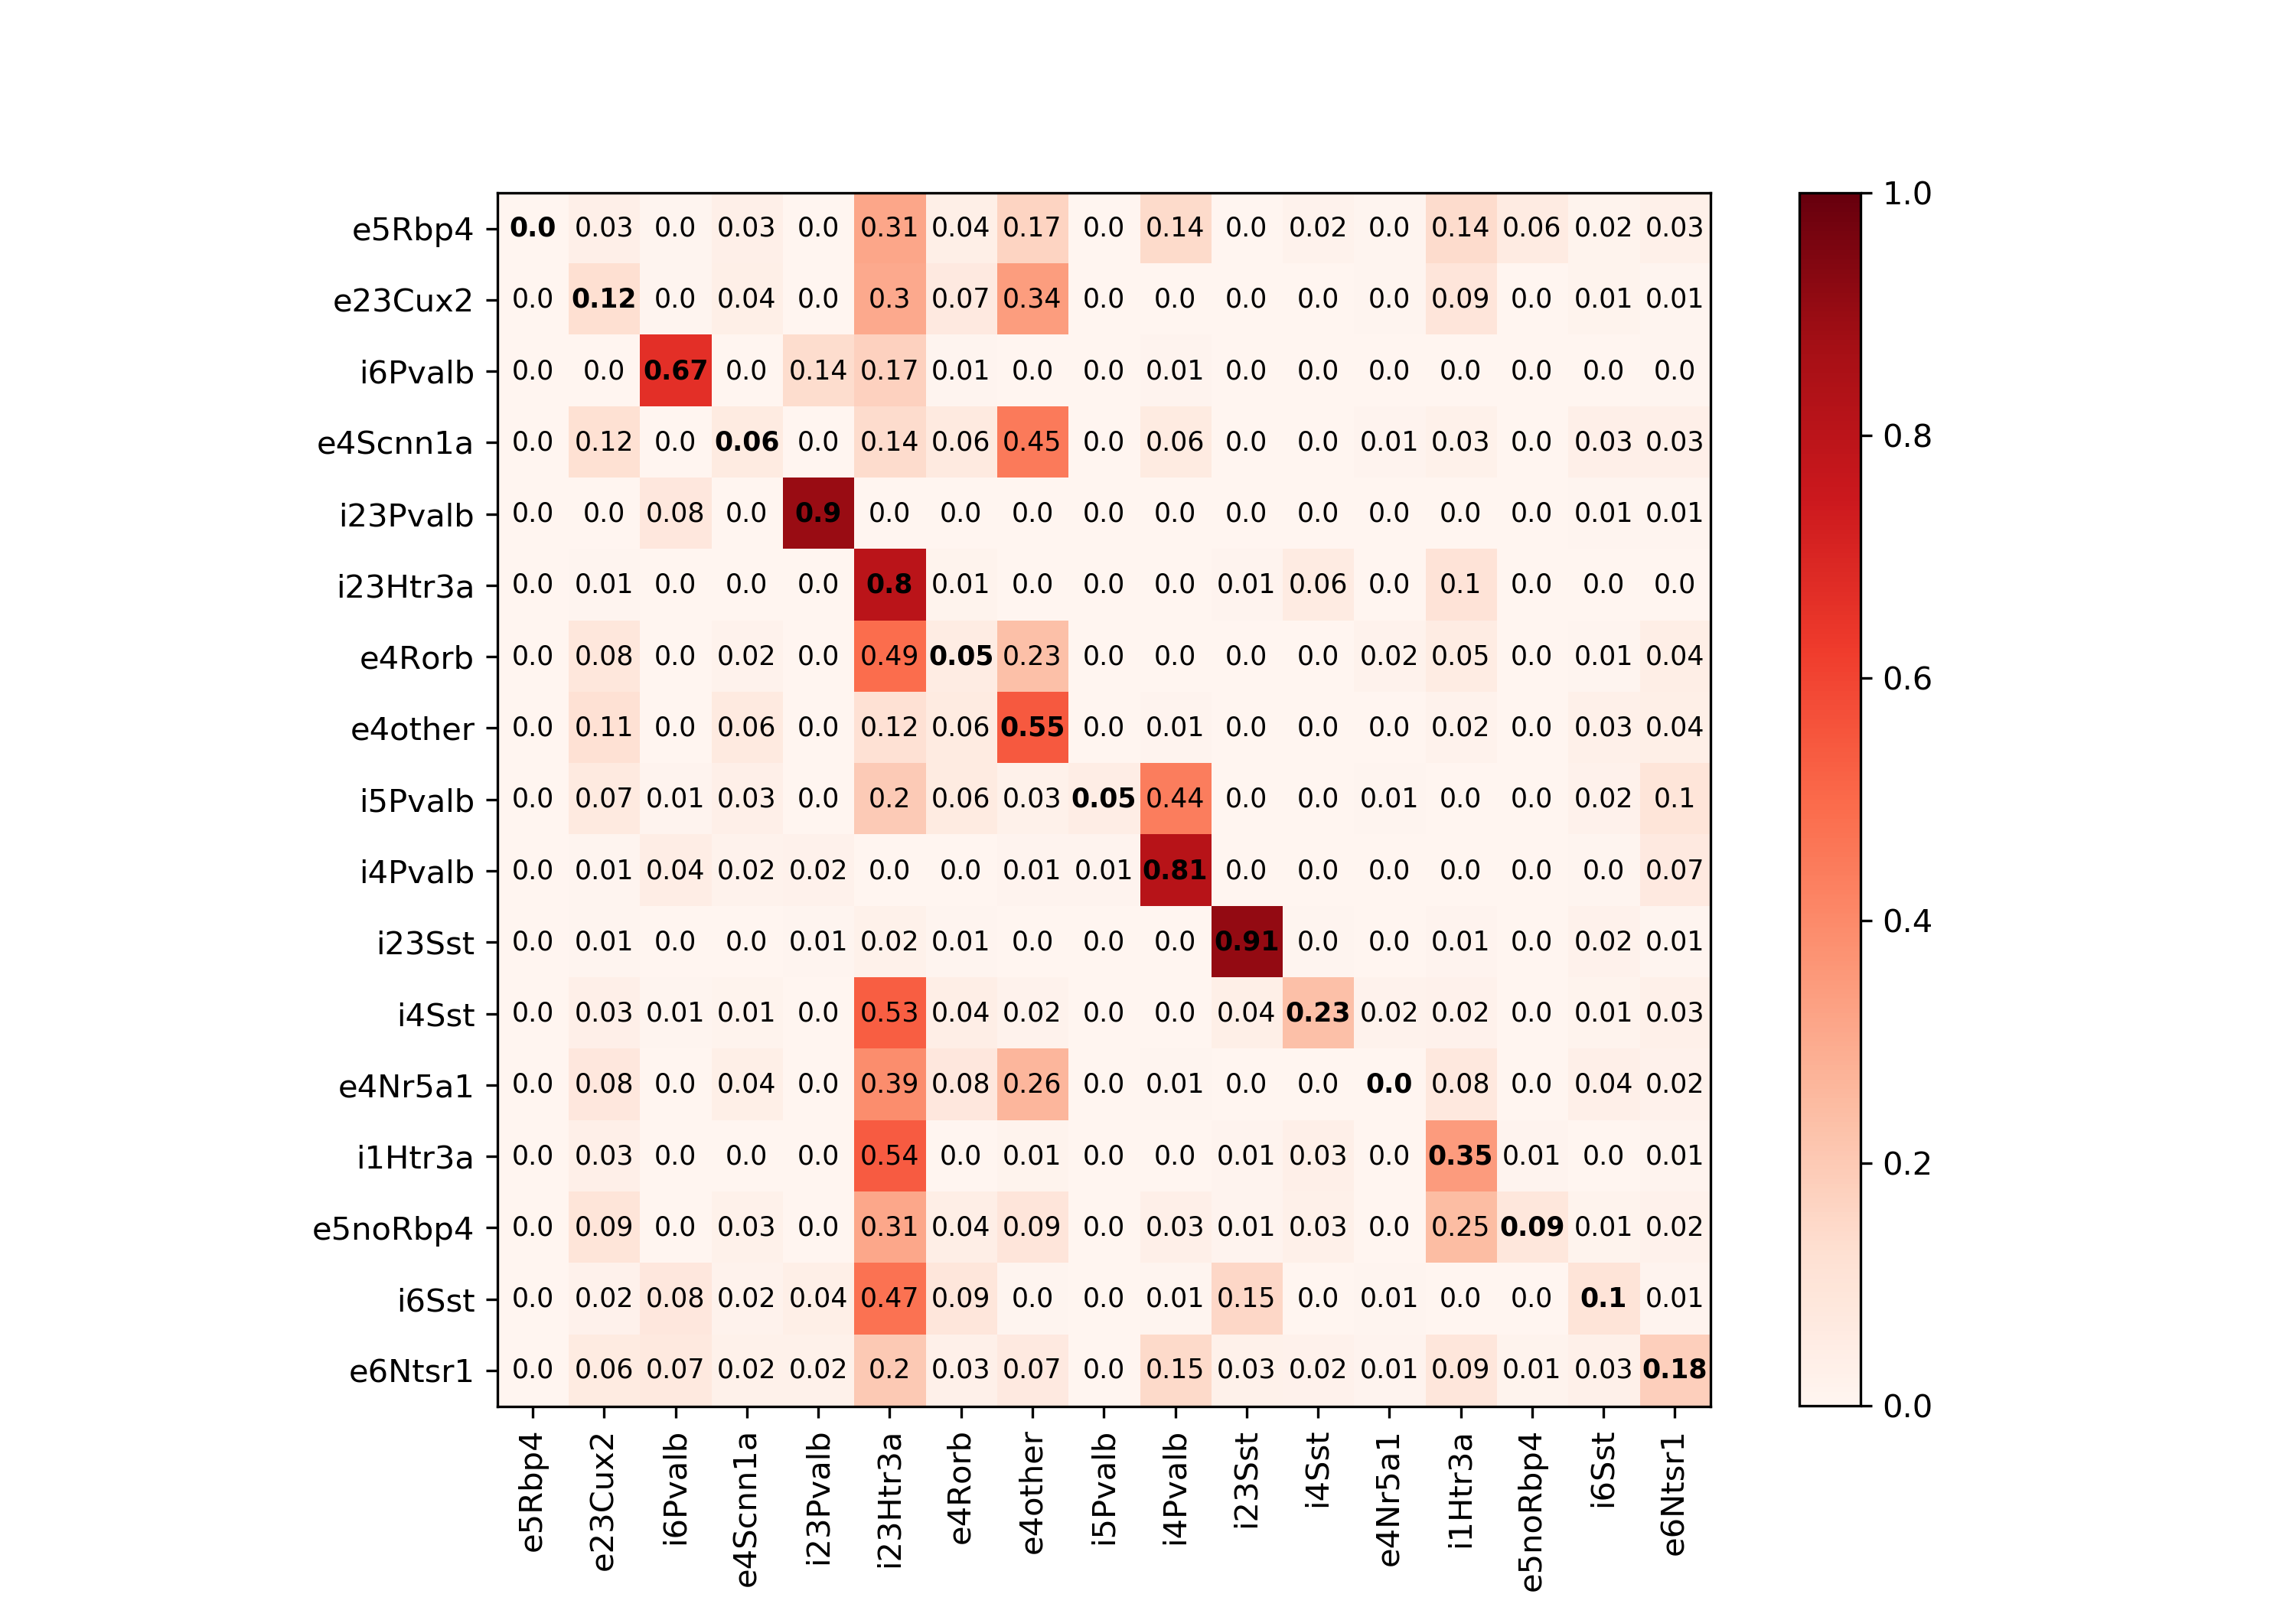 e5Rbp4 0.0 0.03 0.0 0.03 0.0 0.31 0.04 0.17 0.0 0.14 0.0 0.02 0.0 0.14 0.06 0.02 0.03
e23Cux2 0.0 0.12 0.0 0.04 0.0 0.3 0.07 0.34 0.0 0.0 0.0 0.0 0.0 0.09 0.0 0.01 0.01
i6Pvalb 0.0 0.0 0.67 0.0 0.14 0.17 0.01 0.0 0.0 0.01 0.0 0.0 0.0 0.0 0.0 0.0 0.0
e4Scnn1a 0.0 0.12 0.0 0.06 0.0 0.14 0.06 0.45 0.0 0.06 0.0 0.0 0.01 0.03 0.0 0.03 0.03
i23Pvalb 0.0 0.0 0.08 0.0 0.9 0.0 0.0 0.0 0.0 0.0 0.0 0.0 0.0 0.0 0.0 0.01 0.01
i23Htr3a 0.0 0.01 0.0 0.0 0.0 0.8 0.01 0.0 0.0 0.0 0.01 0.06 0.0 0.1 0.0 0.0 0.0
e4Rorb 0.0 0.08 0.0 0.02 0.0 0.49 0.05 0.23 0.0 0.0 0.0 0.0 0.02 0.05 0.0 0.01 0.04
e4other 0.0 0.11 0.0 0.06 0.0 0.12 0.06 0.55 0.0 0.01 0.0 0.0 0.0 0.02 0.0 0.03 0.04
i5Pvalb 0.0 0.07 0.01 0.03 0.0 0.2 0.06 0.03 0.05 0.44 0.0 0.0 0.01 0.0 0.0 0.02 0.1
i4Pvalb 0.0 0.01 0.04 0.02 0.02 0.0 0.0 0.01 0.01 0.81 0.0 0.0 0.0 0.0 0.0 0.0 0.07
i23Sst 0.0 0.01 0.0 0.0 0.01 0.02 0.01 0.0 0.0 0.0 0.91 0.0 0.0 0.01 0.0 0.02 0.01
i4Sst 0.0 0.03 0.01 0.01 0.0 0.53 0.04 0.02 0.0 0.0 0.04 0.23 0.02 0.02 0.0 0.01 0.03
e4Nr5a1 0.0 0.08 0.0 0.04 0.0 0.39 0.08 0.26 0.0 0.01 0.0 0.0 0.0 0.08 0.0 0.04 0.02
i1Htr3a 0.0 0.03 0.0 0.0 0.0 0.54 0.0 0.01 0.0 0.0 0.01 0.03 0.0 0.35 0.01 0.0 0.01
e5noRbp4 0.0 0.09 0.0 0.03 0.0 0.31 0.04 0.09 0.0 0.03 0.01 0.03 0.0 0.25 0.09 0.01 0.02
i6Sst 0.0 0.02 0.08 0.02 0.04 0.47 0.09 0.0 0.0 0.01 0.15 0.0 0.01 0.0 0.0 0.1 0.01
e6Ntsr1 0.0 0.06 0.07 0.02 0.02 0.2 0.03 0.07 0.0 0.15 0.03 0.02 0.01 0.09 0.01 0.03 0.18
e5Rbp4
e23Cux2
i6Pvalb
e4Scnn1a
i23Pvalb
i23Htr3a
e4Rorb
e4other
i5Pvalb
i4Pvalb
i23Sst
i4Sst
e4Nr5a1
i1Htr3a
e5noRbp4
i6Sst
e6Ntsr1
1.0
0.8
0.6
0.4
0.2
0.0